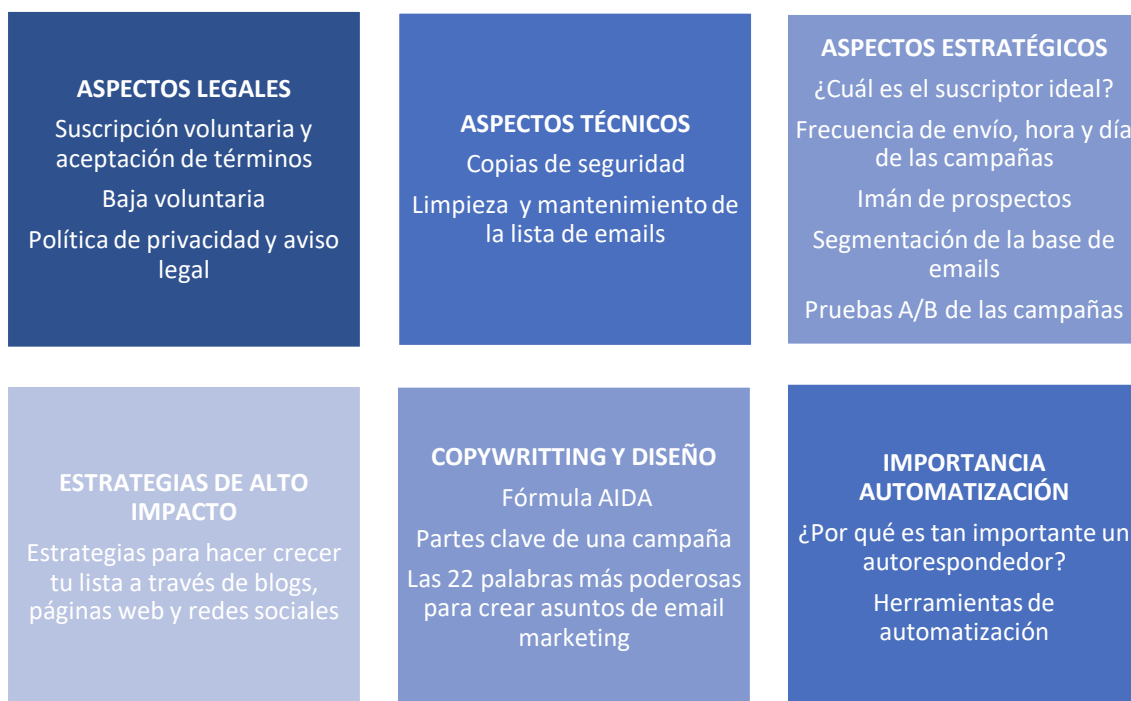 ASPECTOS LEGALES
Suscripción voluntaria y
aceptación de términos
Baja voluntaria
Política de privacidad y aviso
legal
ASPECTOS TÉCNICOS
Copias de seguridad
Limpieza y mantenimiento de
la lista de emails
ASPECTOS ESTRATÉGICOS
¿Cuál es el suscriptor ideal?
Frecuencia de envío, hora y día
de las campañas
Imán de prospectos
Segmentación de la base de
emails
Pruebas A/B de las campañas
ESTRATEGIAS DE ALTO
IMPACTO
Estrategias para hacer crecer
tu lista a través de blogs,
páginas web y redes sociales
COPYWRITTING Y DISEÑO
Fórmula AIDA
Partes clave de una campaña
Las 22 palabras más poderosas
para crear asuntos de email
marketing
IMPORTANCIA
AUTOMATIZACIÓN
¿Por qué es tan importante un
autorespondedor?
Herramientas de
automatización